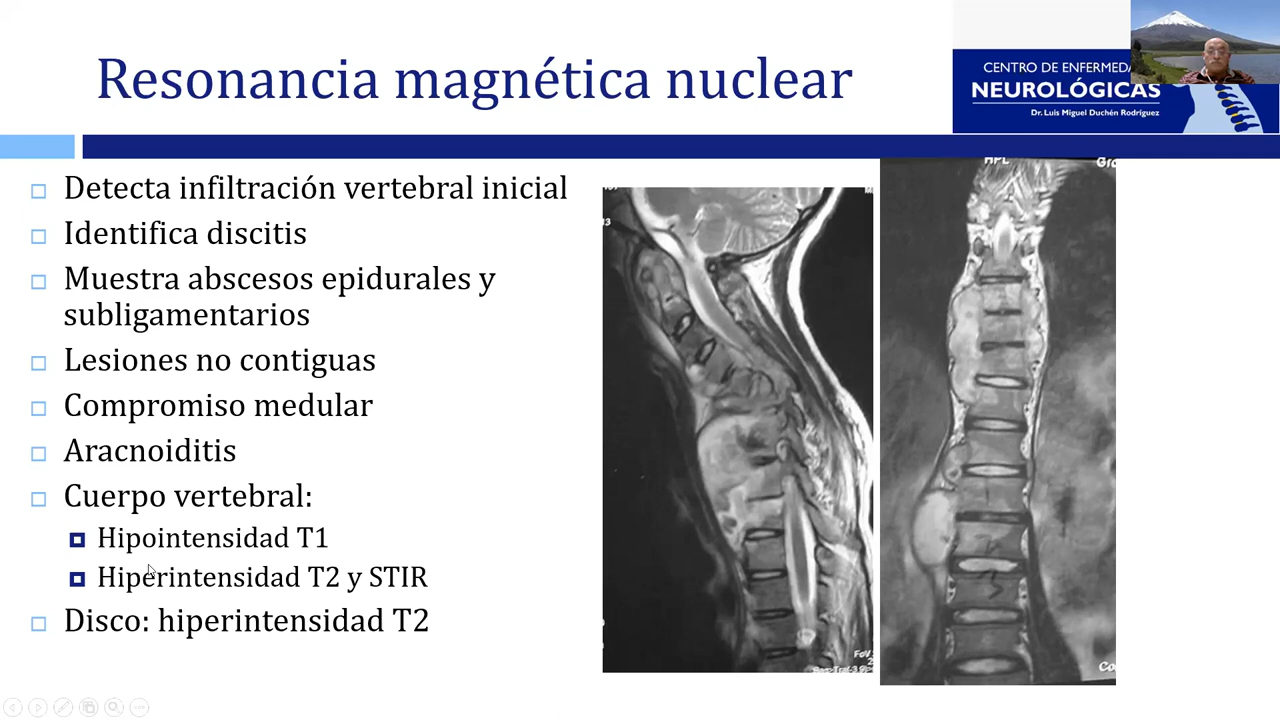 Resonancia magnética nuclear
CENTRO DE ENFERMEDA
NEUROLÓGICAS
Dr. Luis Miguel Duchén Rodríguez
Detecta infiltración vertebral inicial
Identifica discitis
Muestra abscesos epidurales y
subligamentarios
Lesiones no contiguas
Compromiso medular
Aracnoiditis
Cuerpo vertebral:
Hipointensidad T1
Hiperintensidad T2 y STIR
Disco: hiperintensidad T2
HPL
FoV